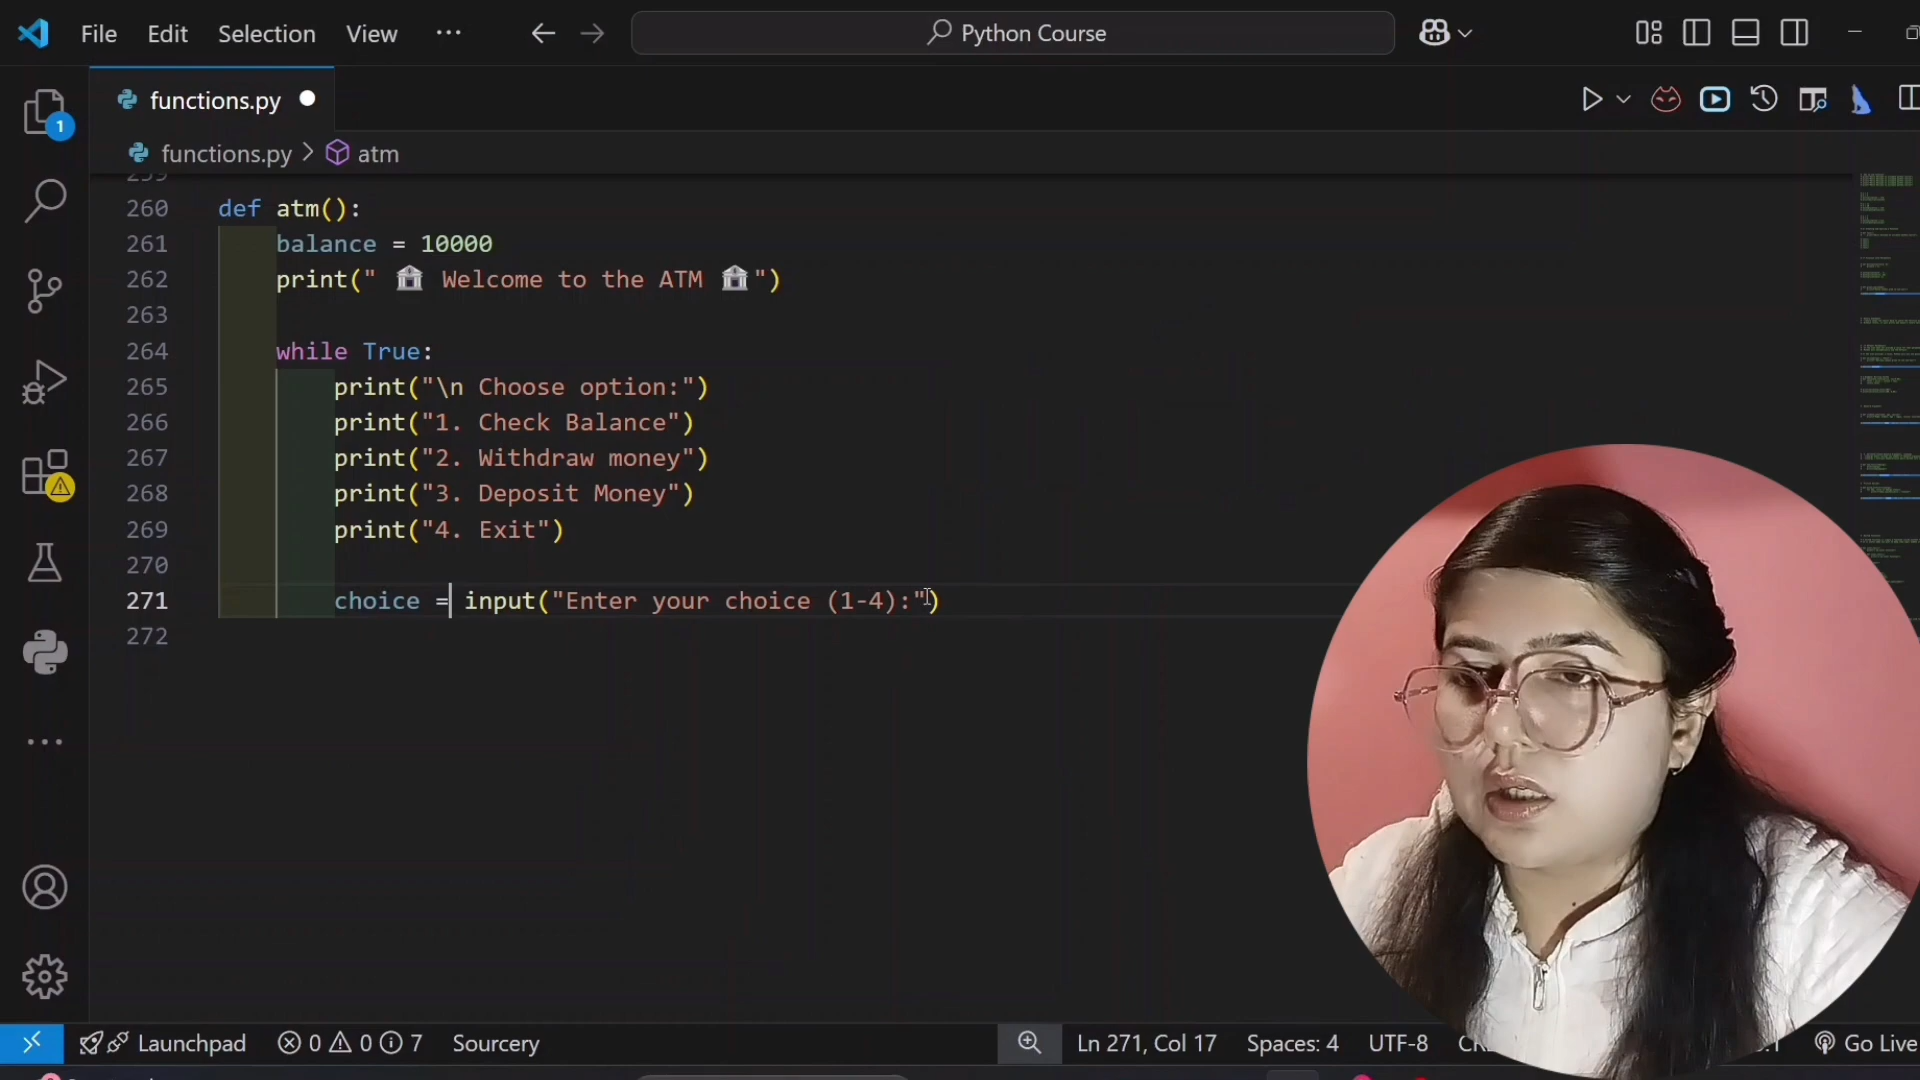 File Edit Selection View ... Python Course
functions.py
functions.py > atm
1
259
260 def atm():
261 balance = 10000
262 print(" 🏛 Welcome to the ATM 🏛")
263
264 while True:
265 print("\n Choose option:")
266 print("1. Check Balance")
267 print("2. Withdraw money")
268 print("3. Deposit Money")
269 print("4. Exit")
270
271 choice = input("Enter your choice (1-4):")
272
Launchpad 0 0 7 Sourcery Ln 271, Col 17 Spaces: 4 UTF-8 Go Live